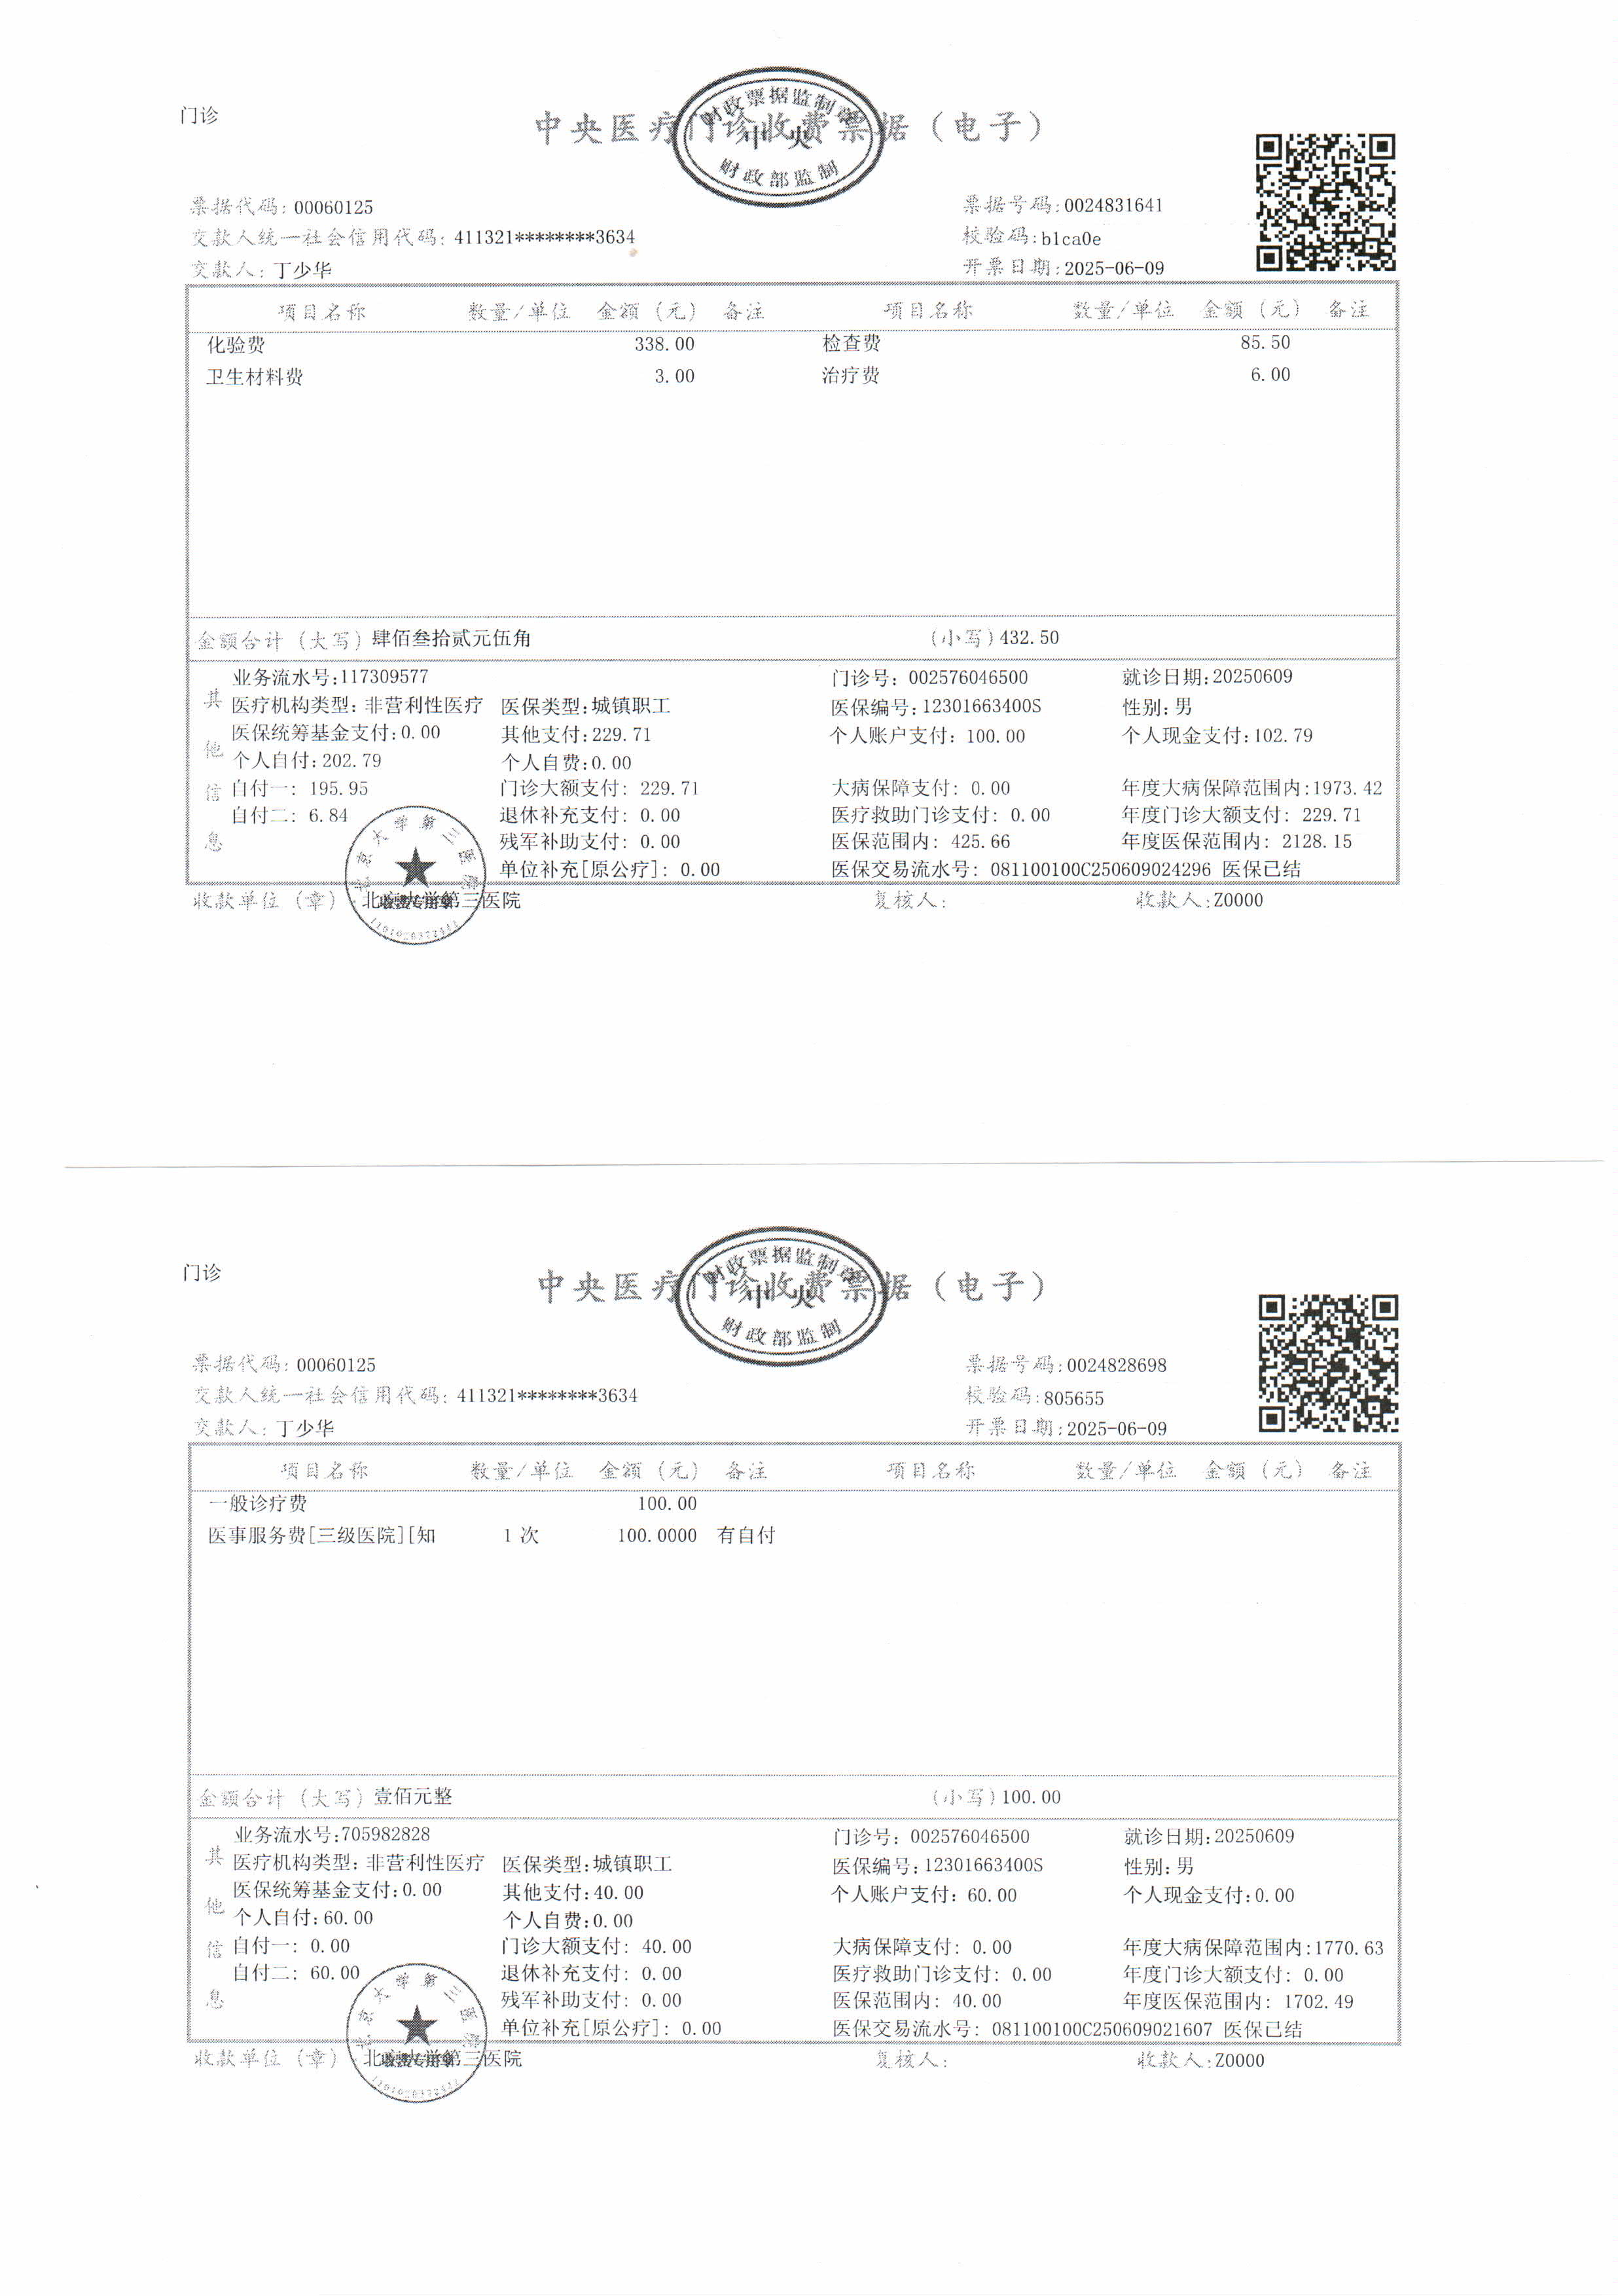 门诊
中央医疗门诊收费票据（电子）
财政票据监制章
中央
财政部监制
票据代码: 00060125 票据号码:0024831641
交款人统一社会信用代码: 411321********3634 校验码:b1ca0e
交款人: 丁少华 开票日期:2025-06-09
项目名称 数量/单位 金额（元） 备注 项目名称 数量/单位 金额（元） 备注
化验费 338.00 检查费 85.50
卫生材料费 3.00 治疗费 6.00
金额合计（大写）肆佰叁拾贰元伍角 （小写）432.50
其他信息
业务流水号:117309577 门诊号: 002576046500 就诊日期:20250609
医疗机构类型: 非营利性医疗 医保类型:城镇职工 医保编号:12301663400S 性别: 男
医保统筹基金支付:0.00 其他支付:229.71 个人账户支付: 100.00 个人现金支付:102.79
个人自付:202.79 个人自费:0.00
自付一: 195.95 门诊大额支付: 229.71 大病保障支付: 0.00 年度大病保障范围内:1973.42
自付二: 6.84 退休补充支付: 0.00 医疗救助门诊支付: 0.00 年度门诊大额支付: 229.71
残军补助支付: 0.00 医保范围内: 425.66 年度医保范围内: 2128.15
单位补充[原公疗]: 0.00 医保交易流水号: 081100100C250609024296 医保已结
收款单位（章）:北京大学第三医院 复核人: 收款人:Z0000
北京大学第三医院
收费专用章
门诊
中央医疗门诊收费票据（电子）
财政票据监制章
中央
财政部监制
票据代码: 00060125 票据号码:0024828698
交款人统一社会信用代码: 411321********3634 校验码:805655
交款人: 丁少华 开票日期:2025-06-09
项目名称 数量/单位 金额（元） 备注 项目名称 数量/单位 金额（元） 备注
一般诊疗费 100.00
医事服务费[三级医院][知 1 次 100.0000 有自付
金额合计（大写）壹佰元整 （小写）100.00
其他信息
业务流水号:705982828 门诊号: 002576046500 就诊日期:20250609
医疗机构类型: 非营利性医疗 医保类型:城镇职工 医保编号:12301663400S 性别: 男
医保统筹基金支付:0.00 其他支付:40.00 个人账户支付: 60.00 个人现金支付:0.00
个人自付:60.00 个人自费:0.00
自付一: 0.00 门诊大额支付: 40.00 大病保障支付: 0.00 年度大病保障范围内:1770.63
自付二: 60.00 退休补充支付: 0.00 医疗救助门诊支付: 0.00 年度门诊大额支付: 0.00
残军补助支付: 0.00 医保范围内: 40.00 年度医保范围内: 1702.49
单位补充[原公疗]: 0.00 医保交易流水号: 081100100C250609021607 医保已结
收款单位（章）:北京大学第三医院 复核人: 收款人:Z0000
北京大学第三医院
收费专用章